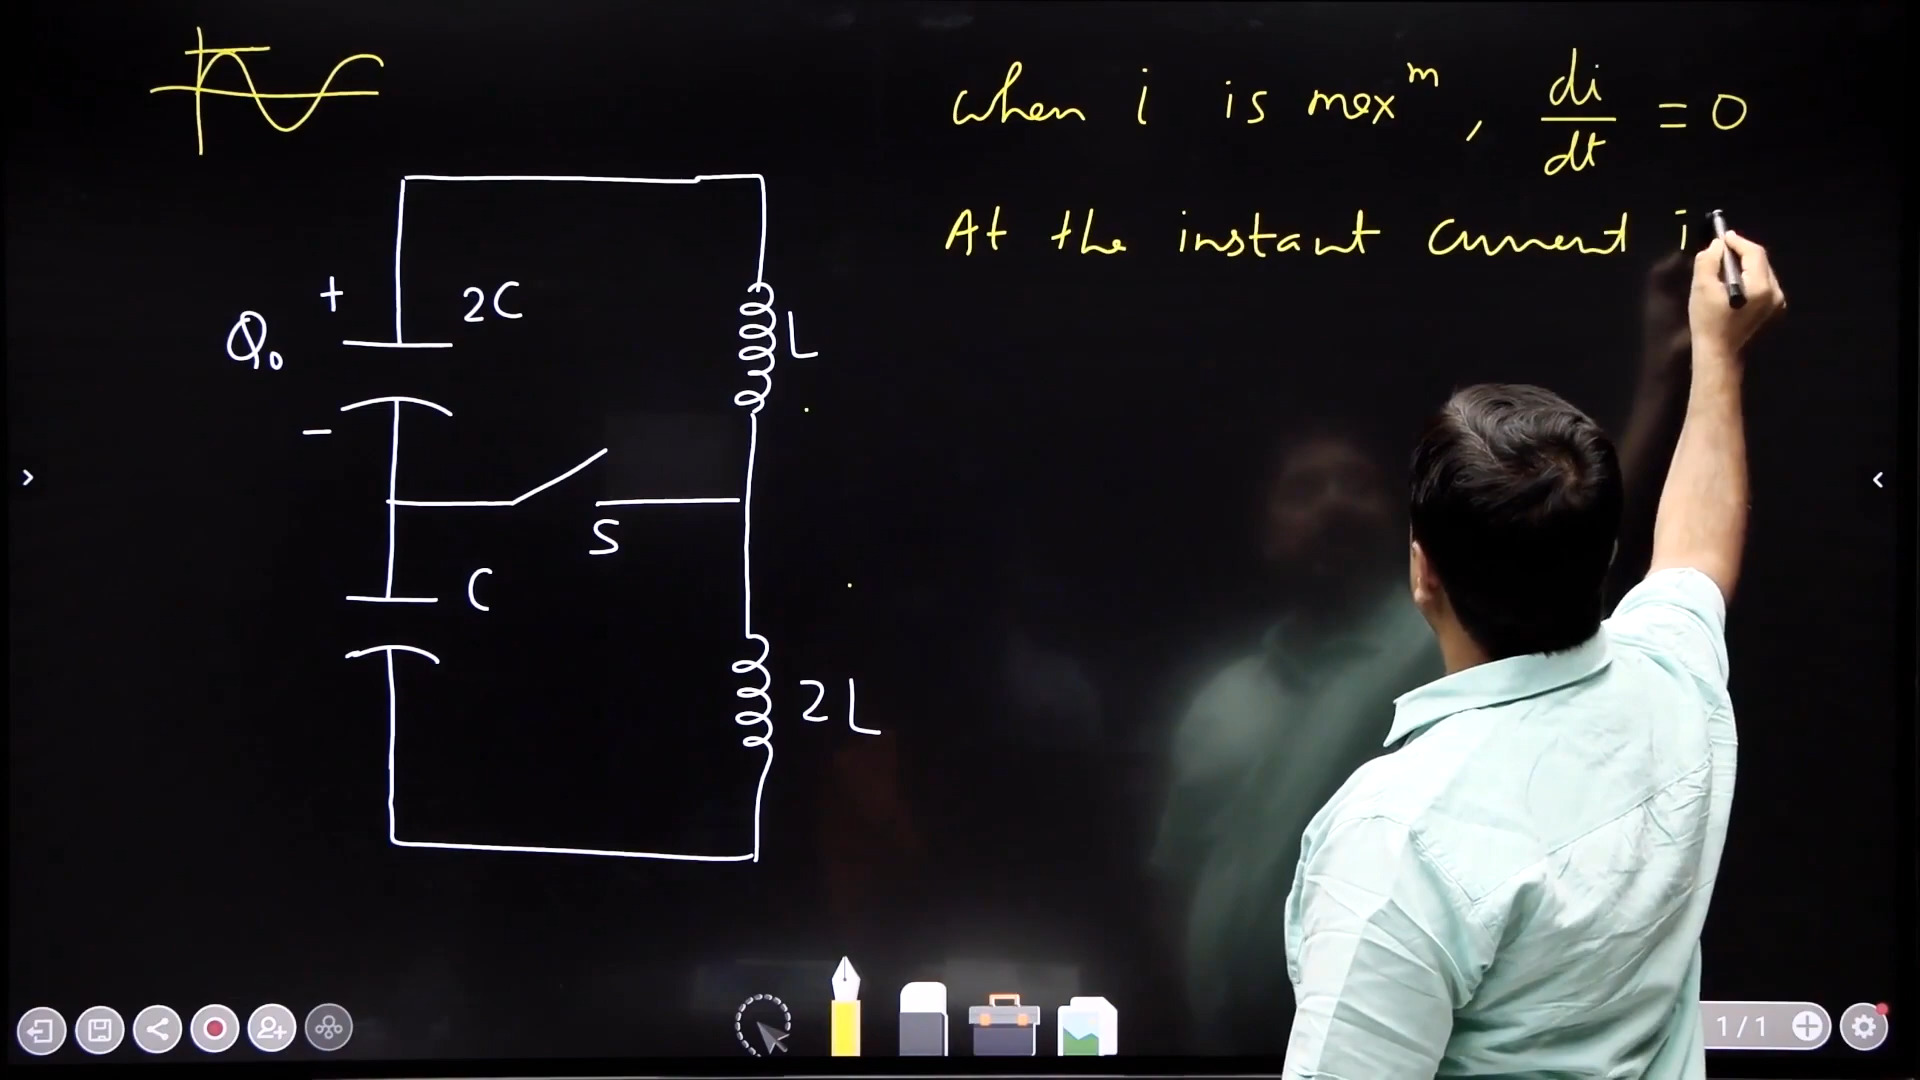 when i is maxᵐ, di/dt = 0
At the instant current i
+
2C
Q₀
L
−
S
C
2L
1 / 1